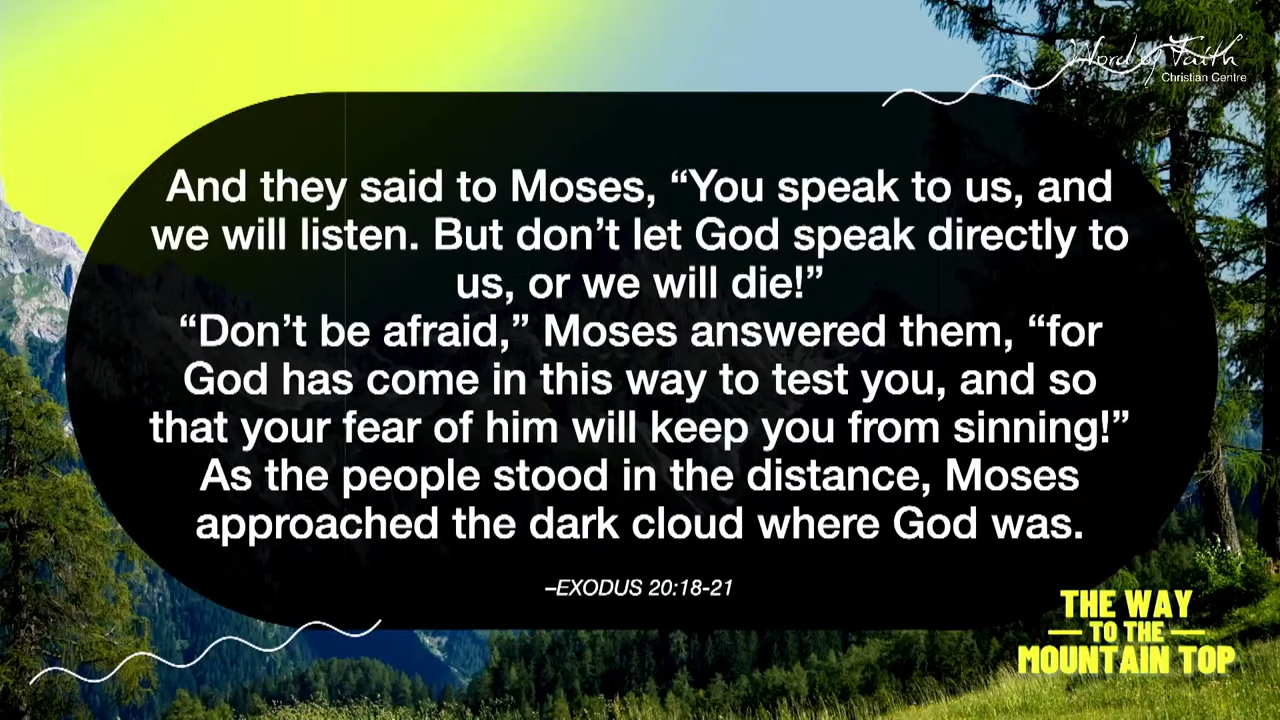 Word of Faith
Christian Centre
And they said to Moses, “You speak to us, and
we will listen. But don’t let God speak directly to
us, or we will die!”
“Don’t be afraid,” Moses answered them, “for
God has come in this way to test you, and so
that your fear of him will keep you from sinning!”
As the people stood in the distance, Moses
approached the dark cloud where God was.
–EXODUS 20:18-21
THE WAY
TO THE
MOUNTAIN TOP